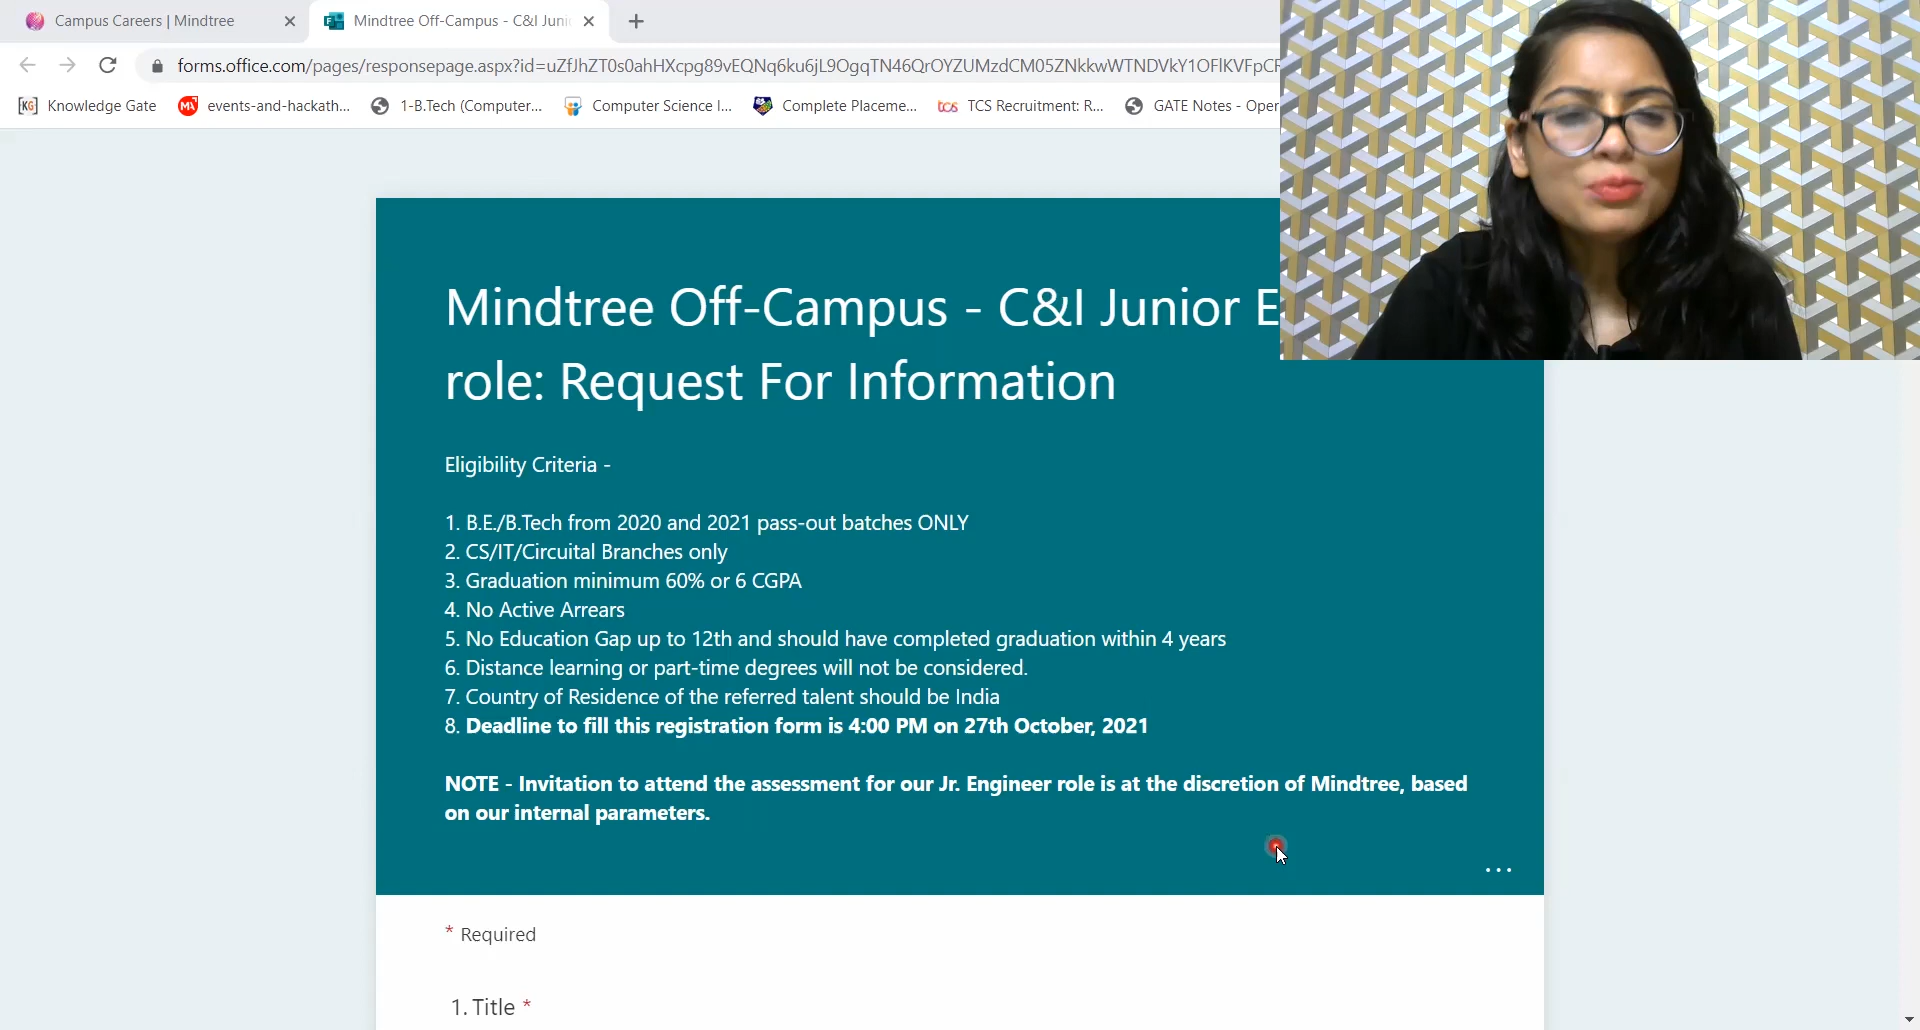 Campus Careers | Mindtree
Mindtree Off-Campus - C&I Juni
forms.office.com/pages/responsepage.aspx?id=uZfJhZT0s0ahHXcpg89vEQNq6ku6jL9OgqTN46QrOYZUMzdCM05ZNkkwWTNDVkY1OFlKVFpC
KG Knowledge Gate
events-and-hackath...
1-B.Tech (Computer...
Computer Science I...
Complete Placeme...
tcs TCS Recruitment: R...
GATE Notes - Oper
Mindtree Off-Campus - C&I Junior E
role: Request For Information
Eligibility Criteria -
1. B.E./B.Tech from 2020 and 2021 pass-out batches ONLY
2. CS/IT/Circuital Branches only
3. Graduation minimum 60% or 6 CGPA
4. No Active Arrears
5. No Education Gap up to 12th and should have completed graduation within 4 years
6. Distance learning or part-time degrees will not be considered.
7. Country of Residence of the referred talent should be India
8. Deadline to fill this registration form is 4:00 PM on 27th October, 2021
NOTE - Invitation to attend the assessment for our Jr. Engineer role is at the discretion of Mindtree, based
on our internal parameters.
...
* Required
1. Title *